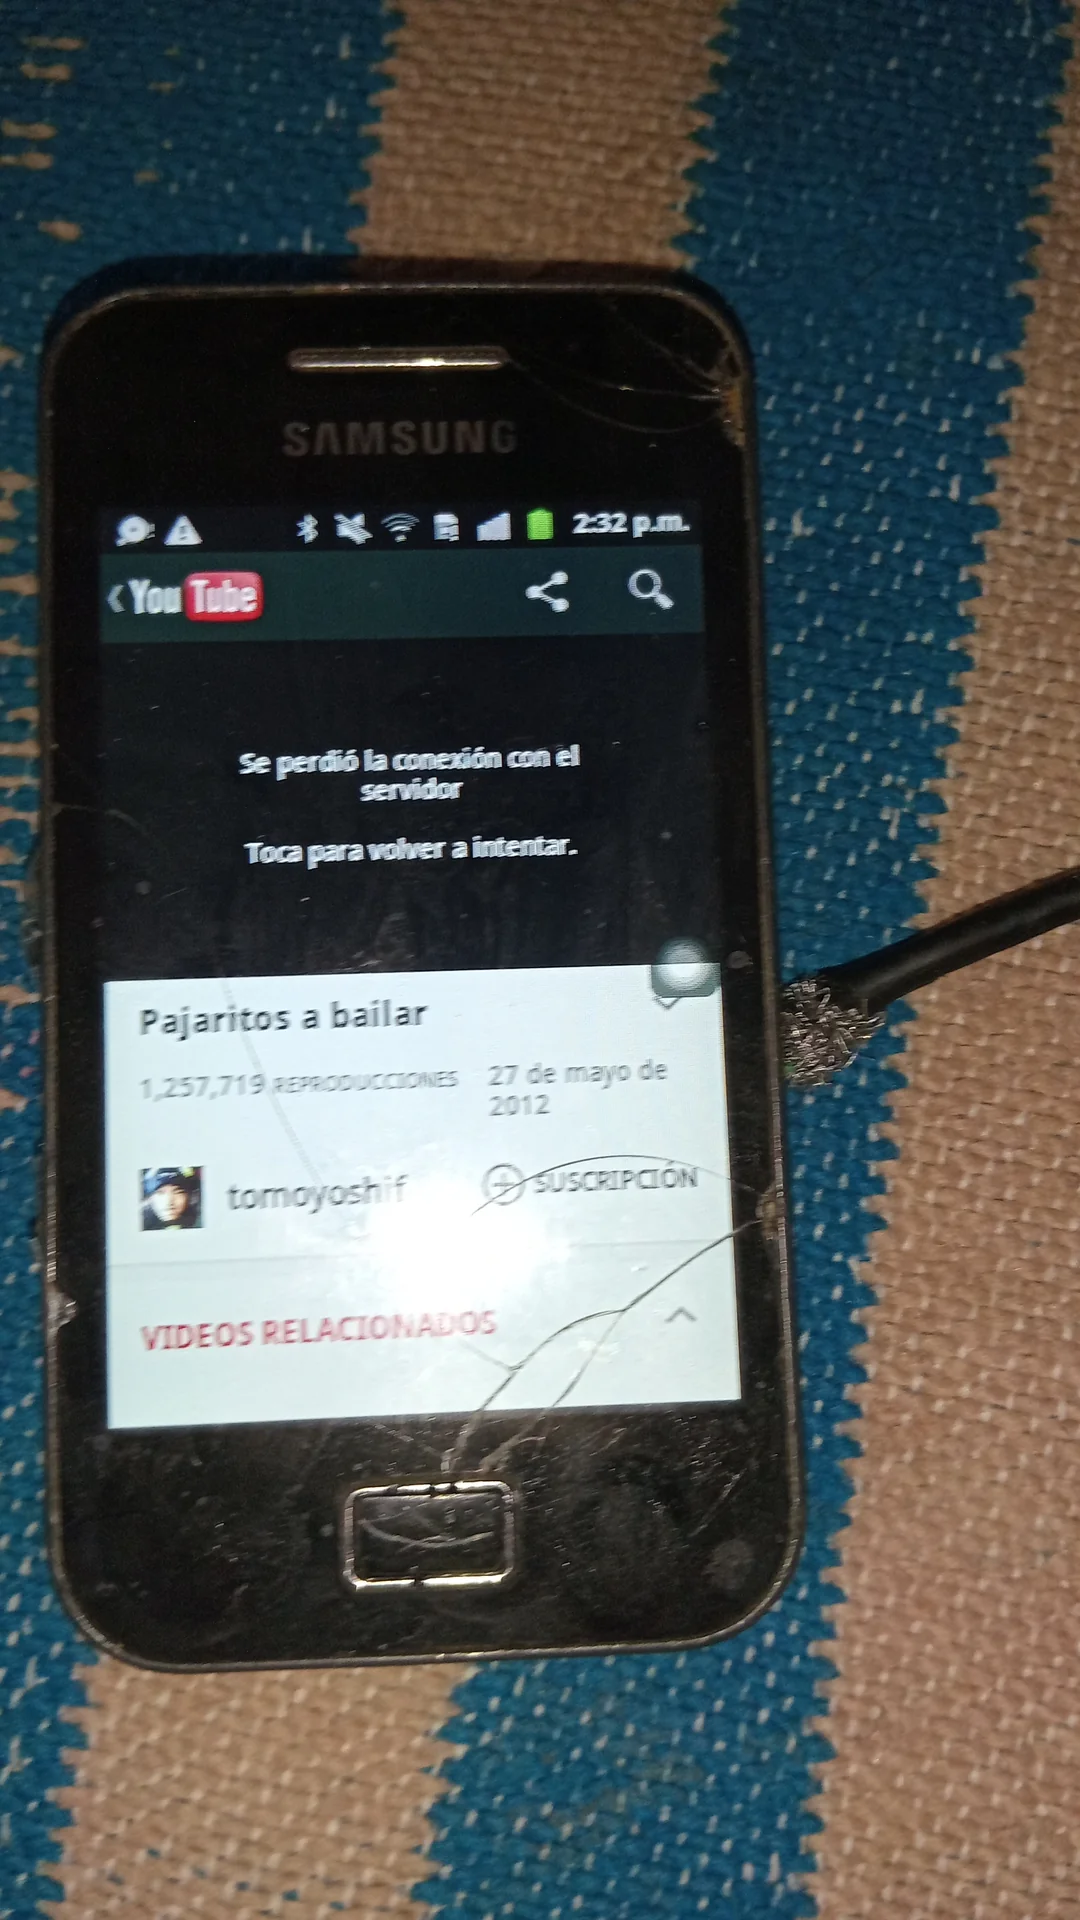 SAMSUNG
2:32 p.m.
YouTube
Se perdió la conexión con el
servidor
Toca para volver a intentar.
Pajaritos a bailar
1,257,719 REPRODUCCIONES
27 de mayo de
2012
tomoyoshif
SUSCRIPCIÓN
VIDEOS RELACIONADOS